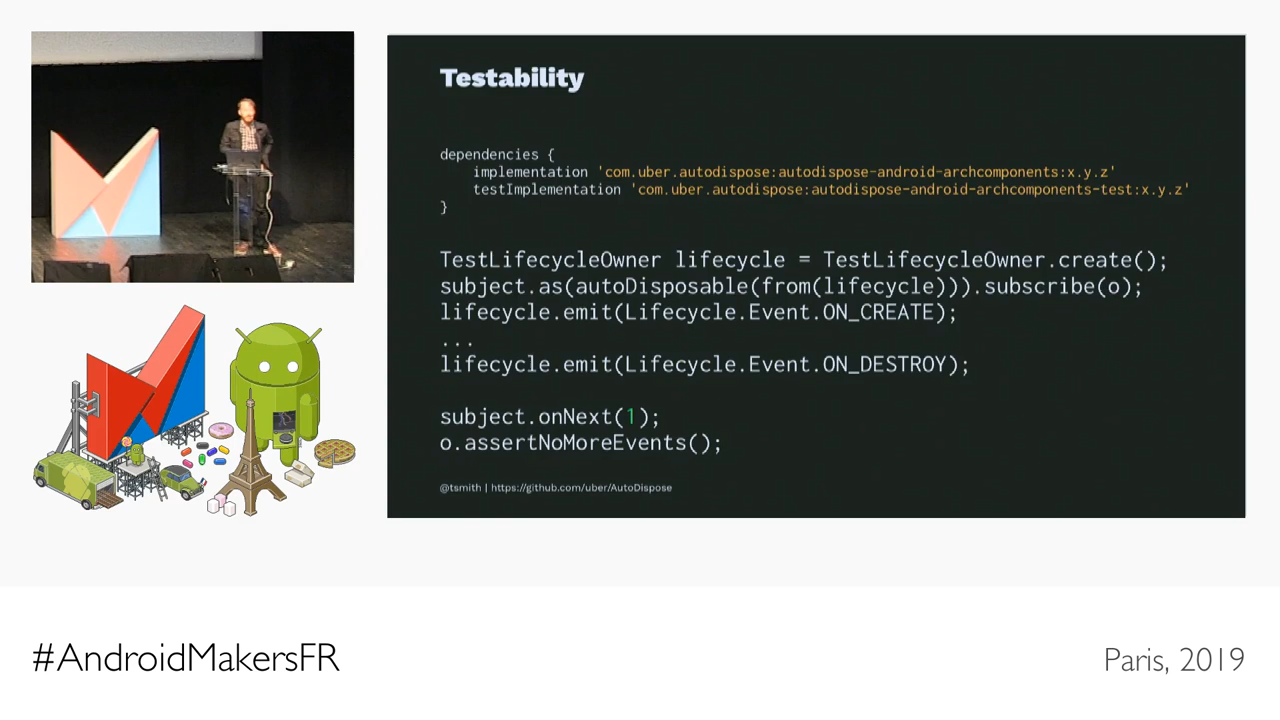 Testability
dependencies {
implementation 'com.uber.autodispose:autodispose-android-archcomponents:x.y.z'
testImplementation 'com.uber.autodispose:autodispose-android-archcomponents-test:x.y.z'
}
TestLifecycleOwner lifecycle = TestLifecycleOwner.create();
subject.as(autoDisposable(from(lifecycle))).subscribe(o);
lifecycle.emit(Lifecycle.Event.ON_CREATE);
...
lifecycle.emit(Lifecycle.Event.ON_DESTROY);
subject.onNext(1);
o.assertNoMoreEvents();
@tsmith | https://github.com/uber/AutoDispose
#AndroidMakersFR
Paris, 2019